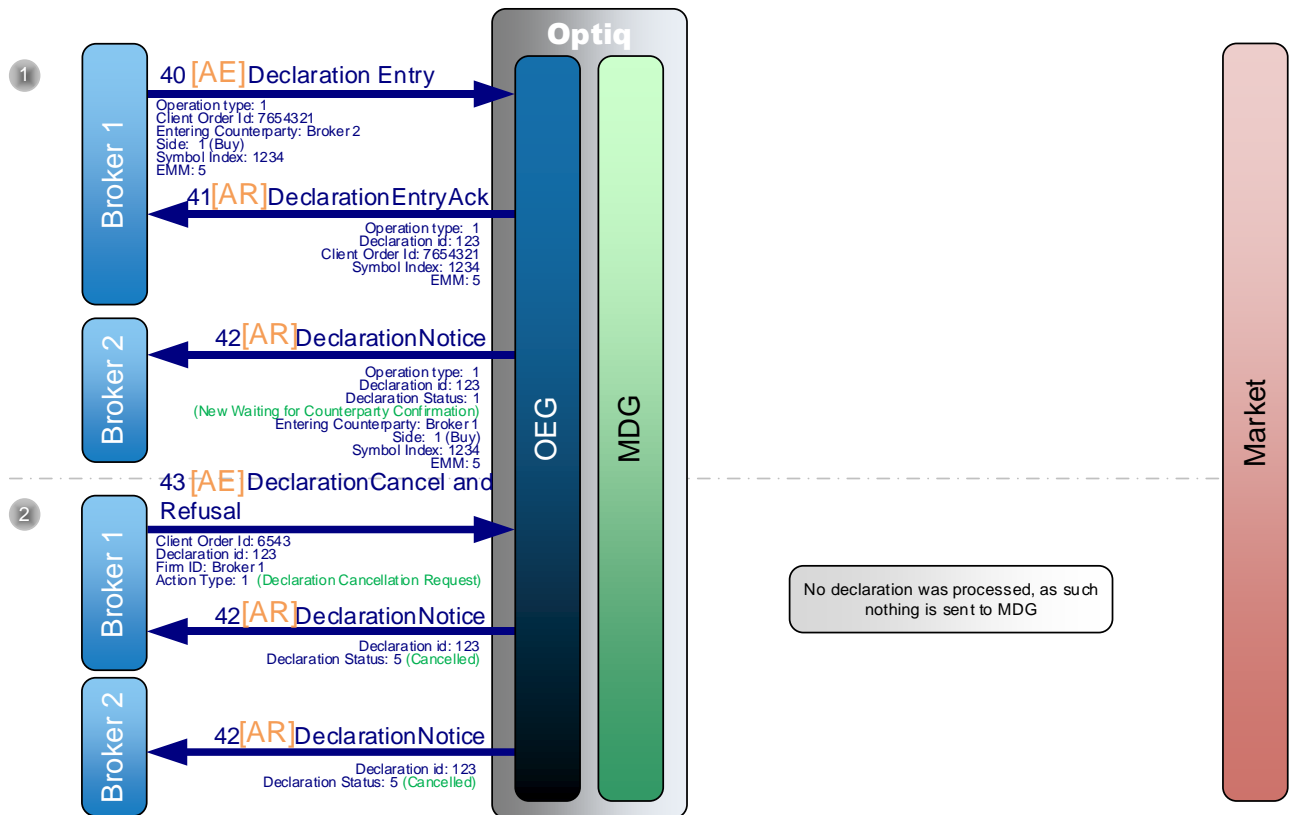 Optiq
1
Broker 1
40 [AE] Declaration Entry
Operation type: 1
Client Order Id: 7654321
Entering Counterparty: Broker 2
Side: 1 (Buy)
Symbol Index: 1234
EMM: 5
41 [AR] DeclarationEntryAck
Operation type: 1
Declaration id: 123
Client Order Id: 7654321
Symbol Index: 1234
EMM: 5
Broker 2
42 [AR] DeclarationNotice
Operation type: 1
Declaration id: 123
Declaration Status: 1
(New Waiting for Counterparty Confirmation)
Entering Counterparty: Broker 1
Side: 1 (Buy)
Symbol Index: 1234
EMM: 5
OEG
MDG
Market
2
Broker 1
43 [AE] DeclarationCancel and
Refusal
Client Order Id: 6543
Declaration id: 123
Firm ID: Broker 1
Action Type: 1 (Declaration Cancellation Request)
42 [AR] DeclarationNotice
Declaration id: 123
Declaration Status: 5 (Cancelled)
No declaration was processed, as such
nothing is sent to MDG
Broker 2
42 [AR] DeclarationNotice
Declaration id: 123
Declaration Status: 5 (Cancelled)